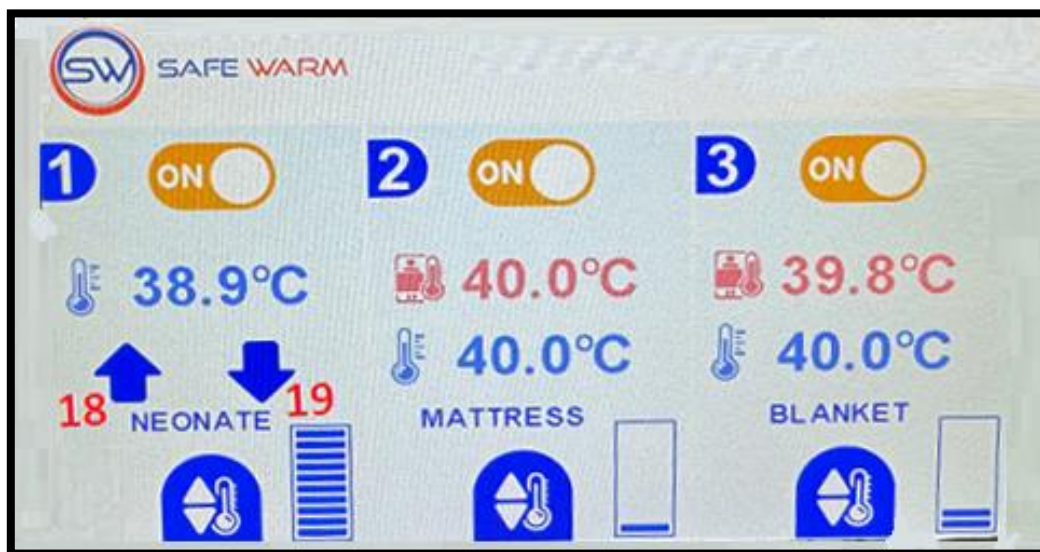 SW SAFE WARM
1 ON 2 ON 3 ON
38.9°C 40.0°C 39.8°C
40.0°C 40.0°C
18 19
NEONATE MATTRESS BLANKET